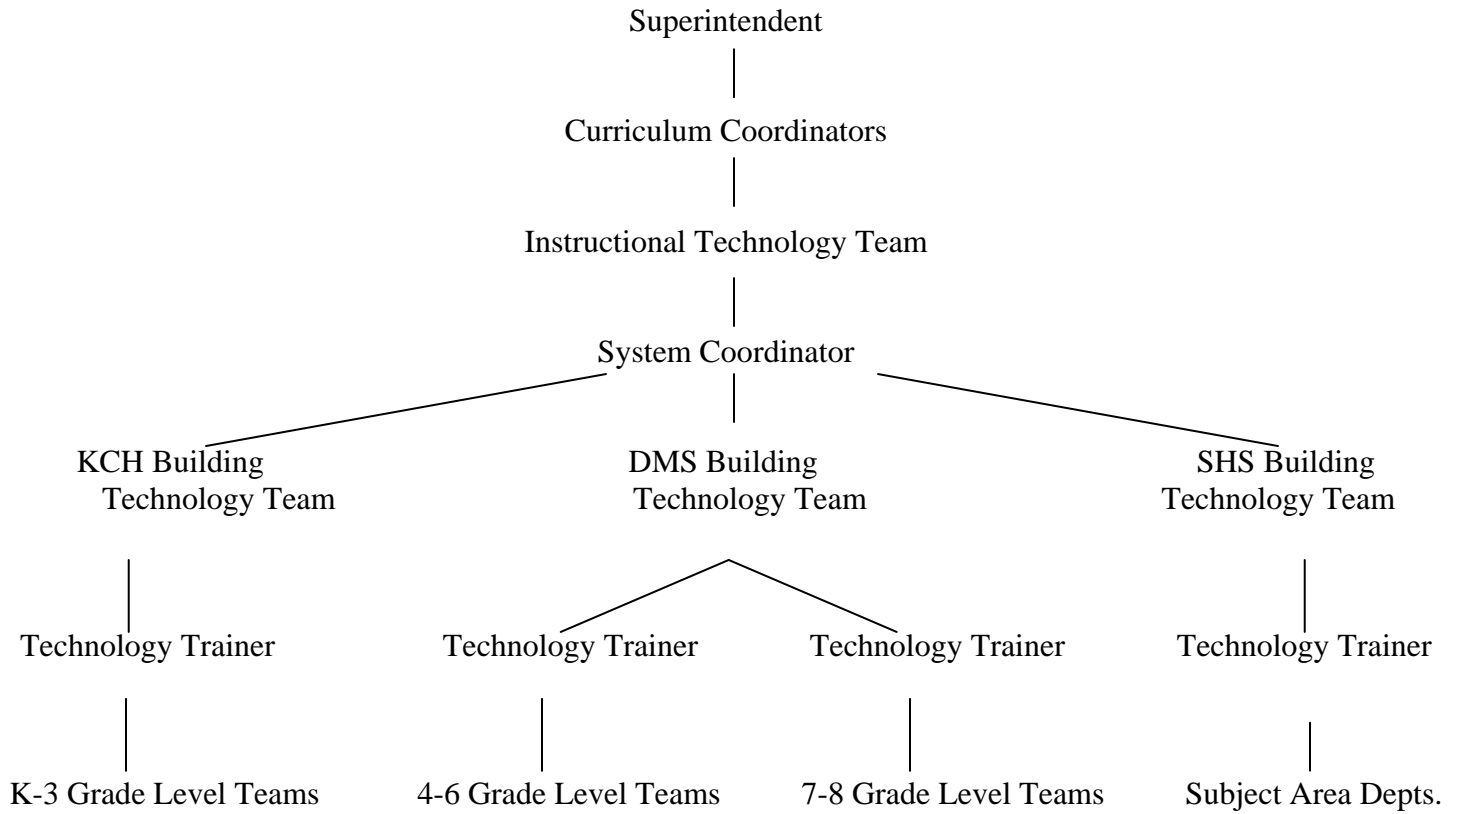 Superintendent
Curriculum Coordinators
Instructional Technology Team
System Coordinator
KCH Building
Technology Team
DMS Building
Technology Team
SHS Building
Technology Team
Technology Trainer
Technology Trainer
Technology Trainer
Technology Trainer
K-3 Grade Level Teams
4-6 Grade Level Teams
7-8 Grade Level Teams
Subject Area Depts.